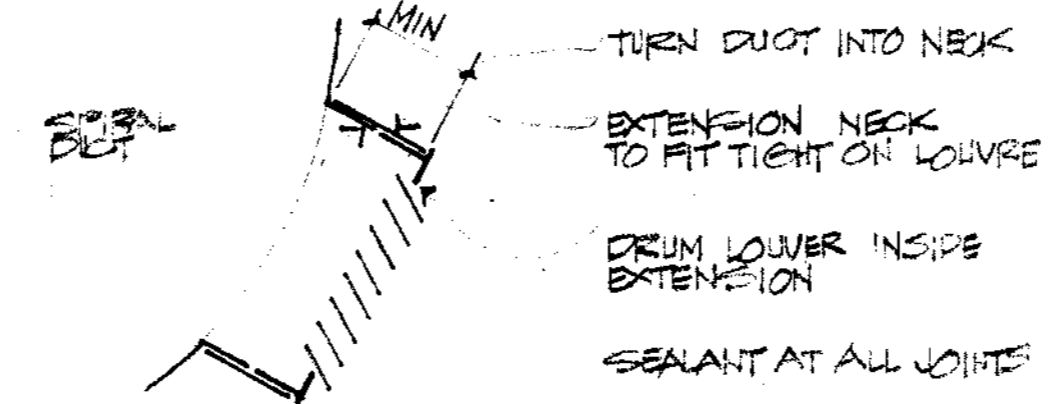 MIN
TURN DUCT INTO NECK
SPIRAL
DUCT
EXTENSION NECK
TO FIT TIGHT ON LOUVRE
DRUM LOUVER INSIDE
EXTENSION
SEALANT AT ALL JOINTS